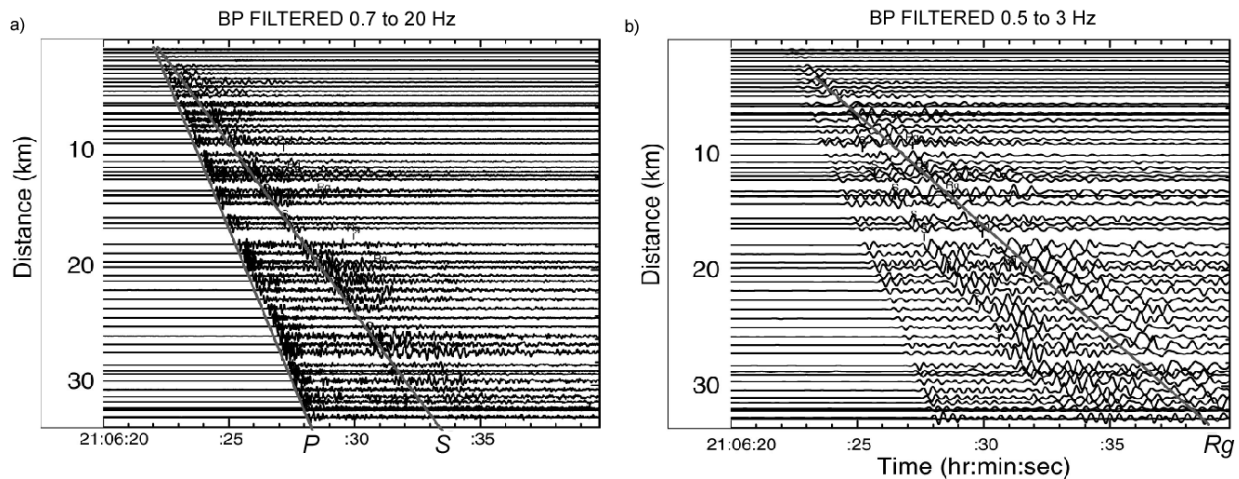 a)
BP FILTERED 0.7 to 20 Hz
Distance (km)
10
20
30
21:06:20
:25
:30
:35
P
S
b)
BP FILTERED 0.5 to 3 Hz
Distance (km)
10
20
30
21:06:20
:25
:30
:35
Rg
Time (hr:min:sec)